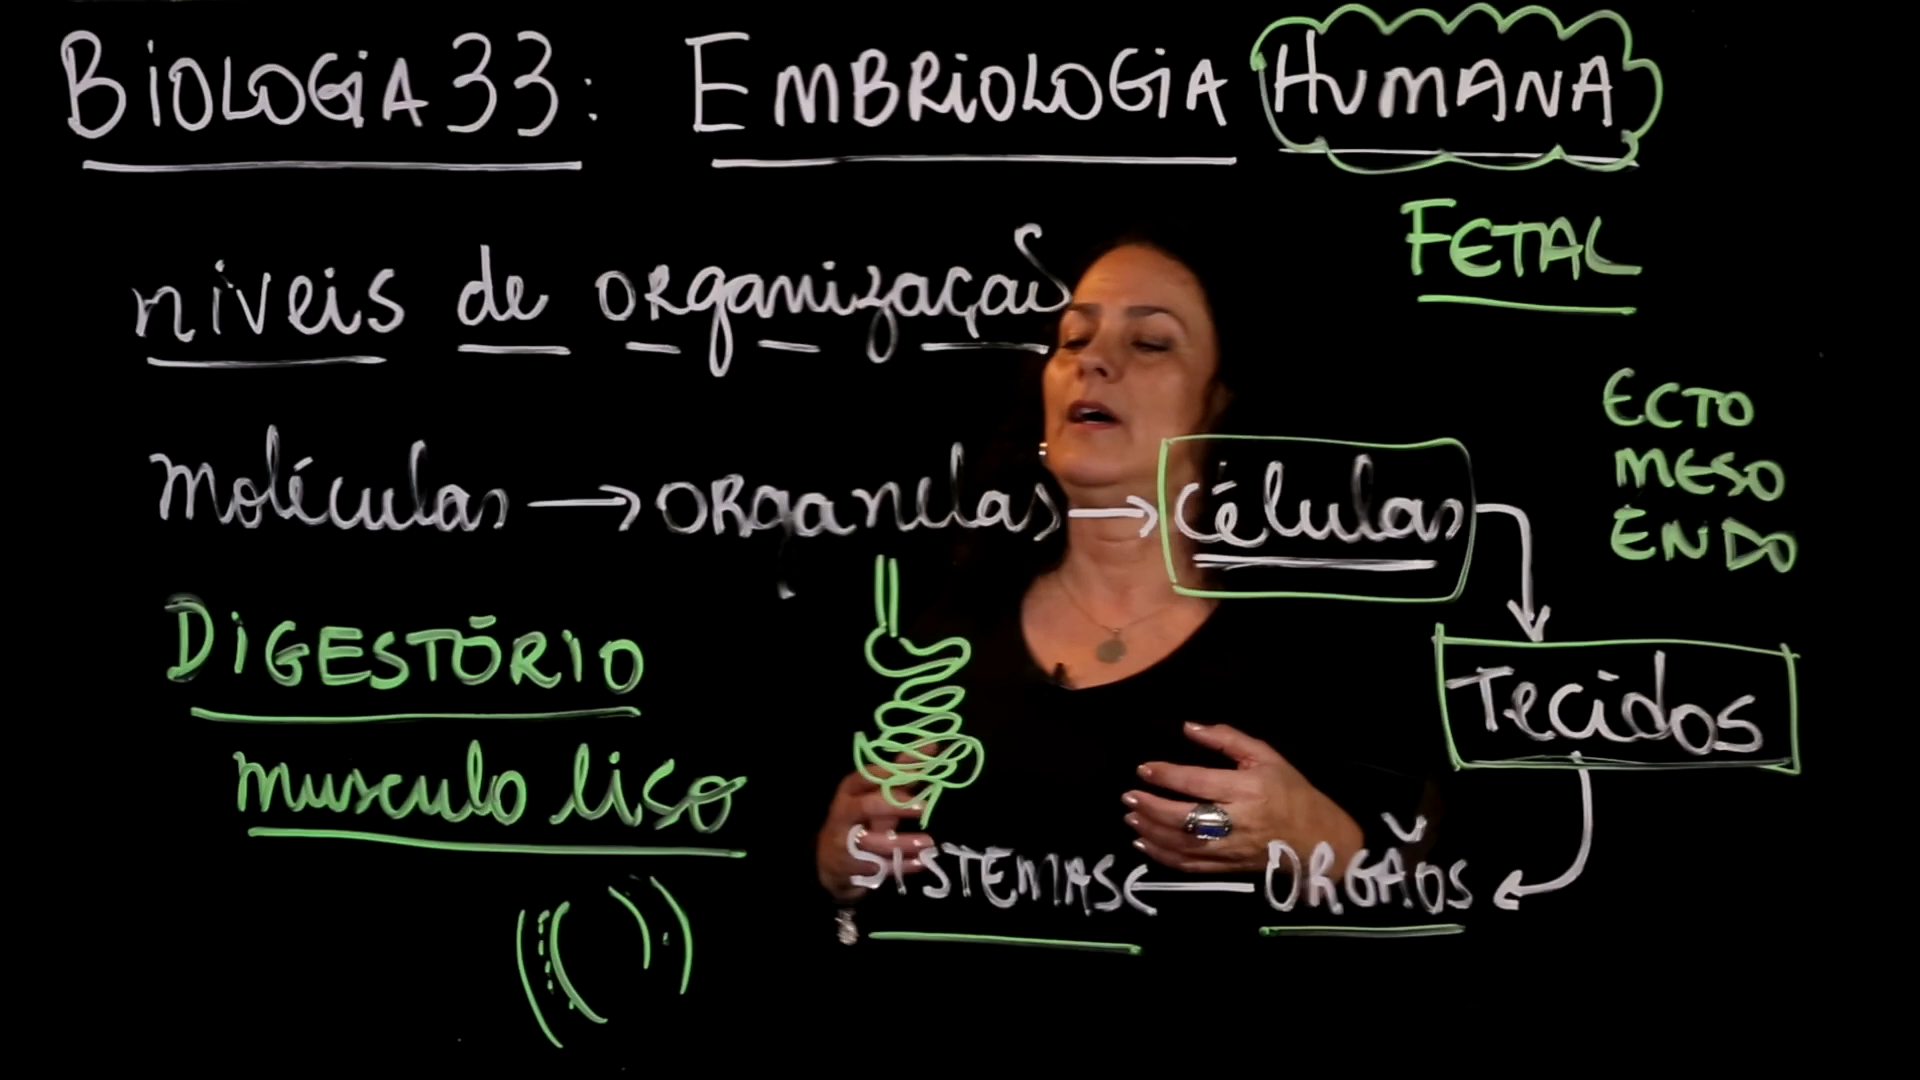 BIOLOGIA 33: EMBRIOLOGIA HUMANA
FETAL
níveis de ORganização
ECTO
MESO
ENDO
moléculas → ORganelas → células
Tecidos
DIGESTÓRIO
musculo liso
SISTEMAS ← ORGÃOS